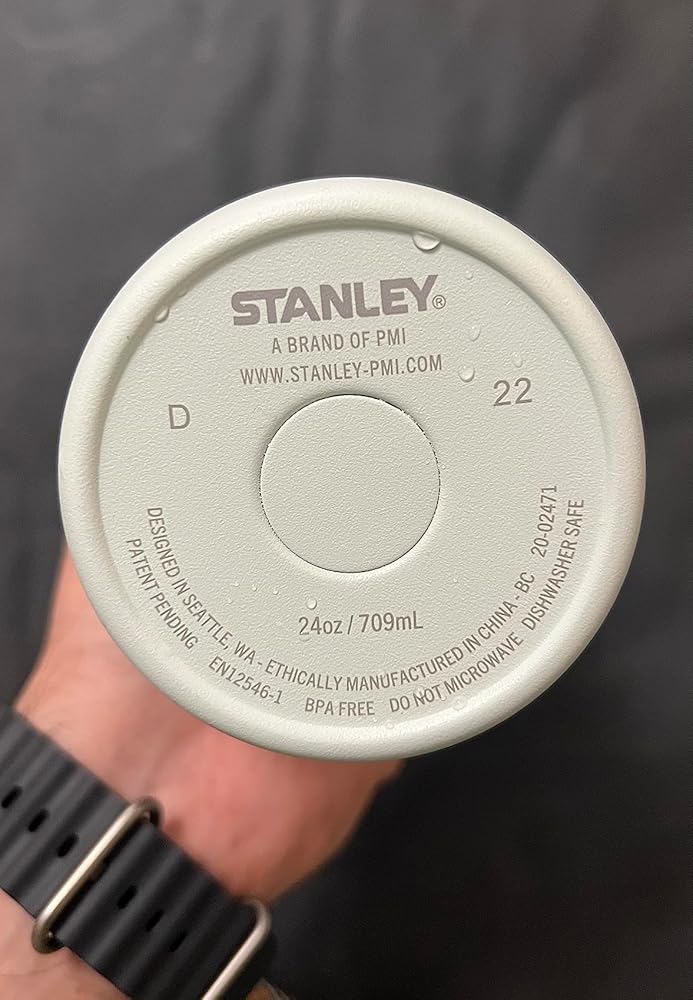 STANLEY®
A BRAND OF PMI
WWW.STANLEY-PMI.COM
D
22
24oz / 709mL
DESIGNED IN SEATTLE, WA - ETHICALLY MANUFACTURED IN CHINA - BC 20-02471
PATENT PENDING EN12546-1 BPA FREE DO NOT MICROWAVE DISHWASHER SAFE